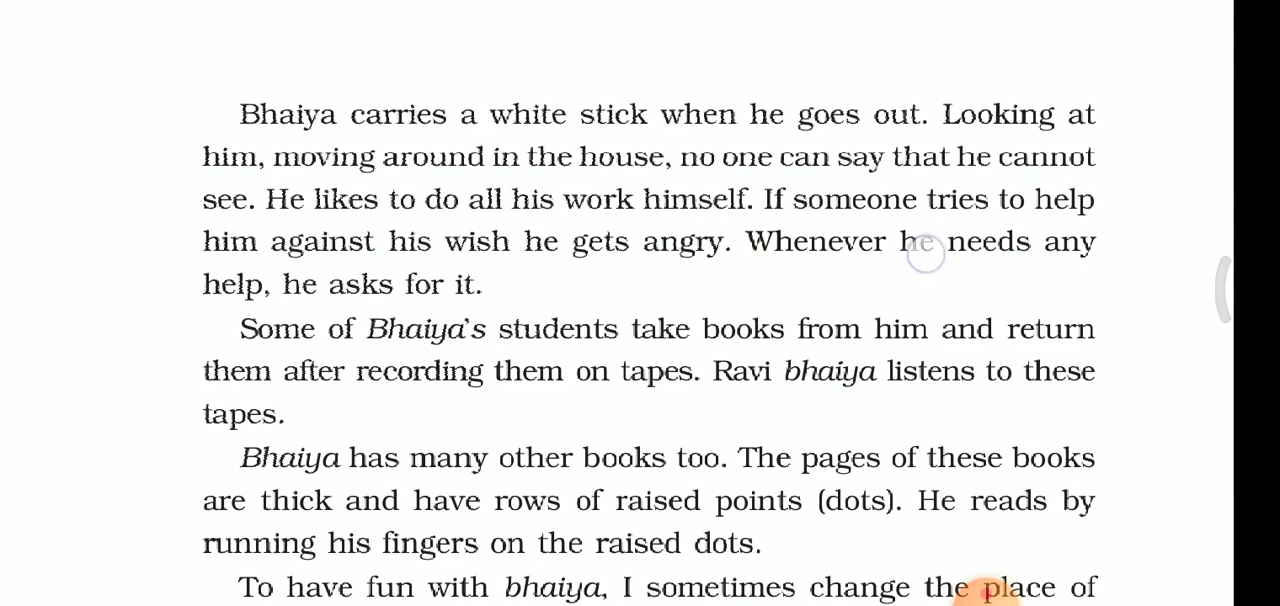 Bhaiya carries a white stick when he goes out. Looking at
him, moving around in the house, no one can say that he cannot
see. He likes to do all his work himself. If someone tries to help
him against his wish he gets angry. Whenever he needs any
help, he asks for it.
Some of Bhaiya's students take books from him and return
them after recording them on tapes. Ravi bhaiya listens to these
tapes.
Bhaiya has many other books too. The pages of these books
are thick and have rows of raised points (dots). He reads by
running his fingers on the raised dots.
To have fun with bhaiya, I sometimes change the place of